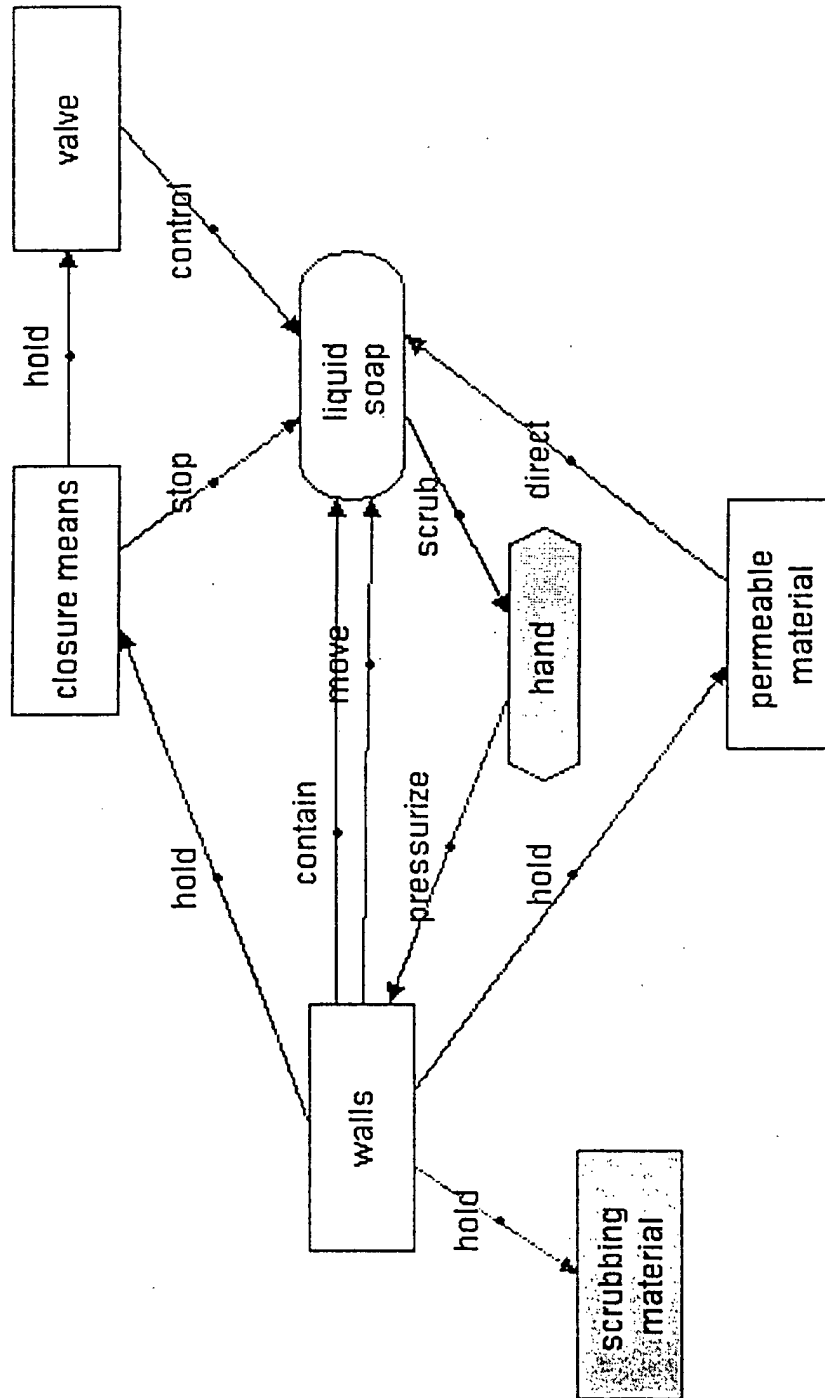 closure means
hold
valve
hold
stop
control
contain
move
liquid
soap
walls
pressurize
scrub
hand
direct
hold
hold
scrubbing
material
permeable
material